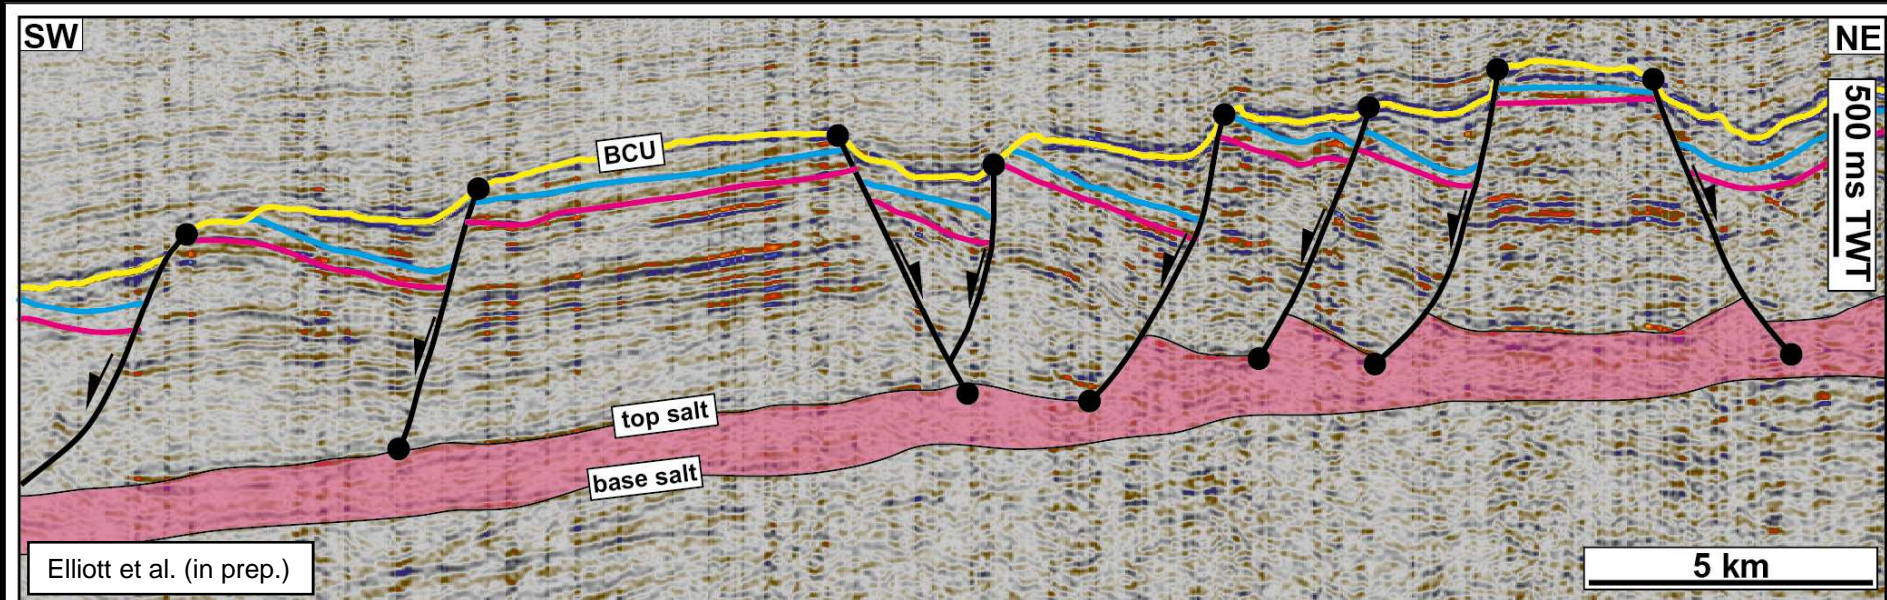 SW
NE
500 ms TWT
BCU
top salt
base salt
Elliott et al. (in prep.)
5 km